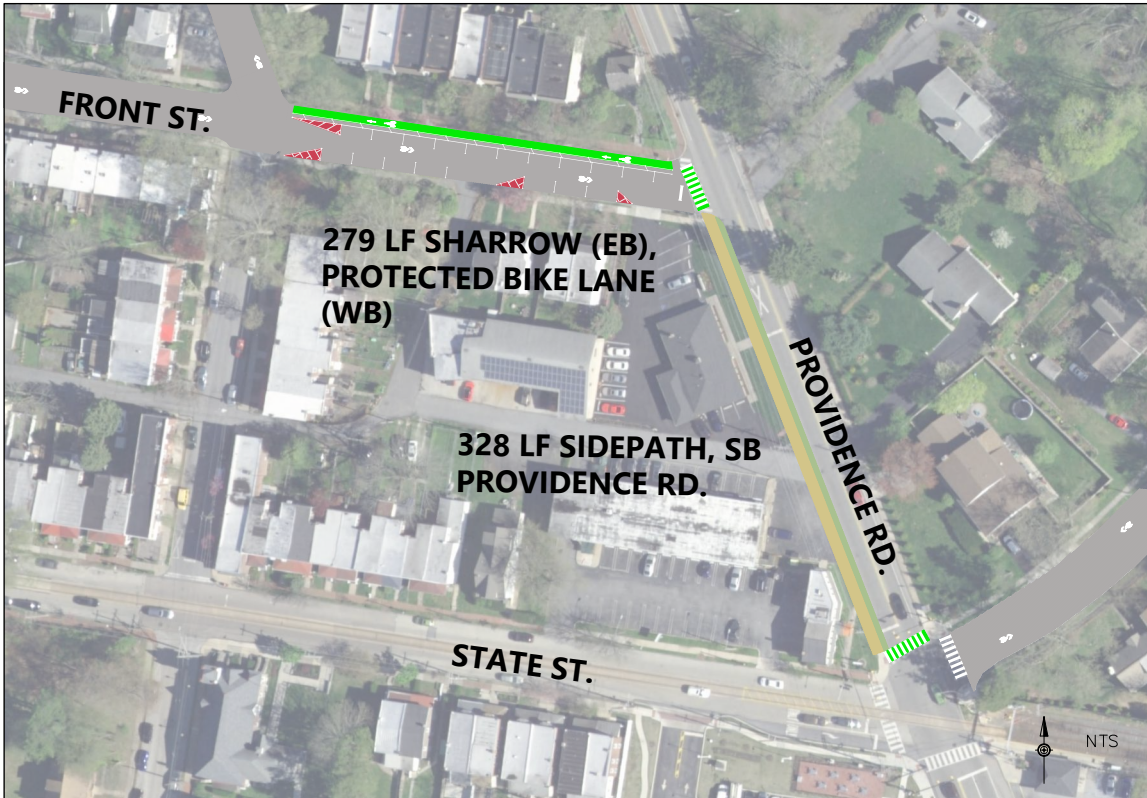 FRONT ST.
279 LF SHARROW (EB),
PROTECTED BIKE LANE
(WB)
PROVIDENCE RD.
328 LF SIDEPATH, SB
PROVIDENCE RD.
STATE ST.
NTS